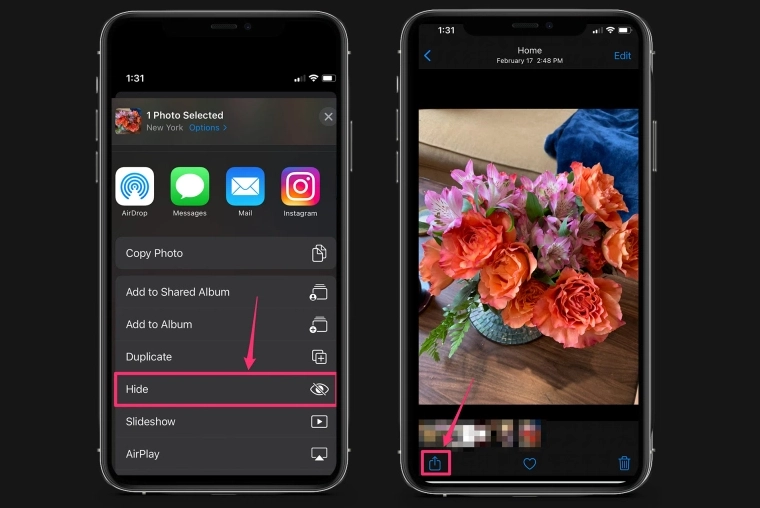 1:31
1 Photo Selected
New York Options >
AirDrop
Messages
Mail
Instagram
Copy Photo
Add to Shared Album
Add to Album
Duplicate
Hide
Slideshow
AirPlay
1:31
Home
February 17 2:48 PM
Edit